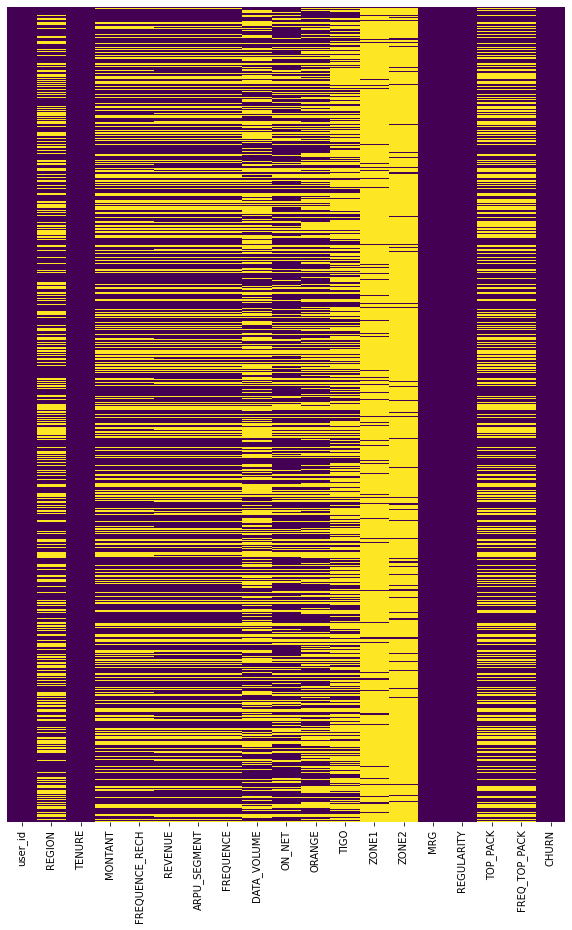 user_id
REGION
TENURE
MONTANT
FREQUENCE_RECH
REVENUE
ARPU_SEGMENT
FREQUENCE
DATA_VOLUME
ON_NET
ORANGE
TIGO
ZONE1
ZONE2
MRG
REGULARITY
TOP_PACK
FREQ_TOP_PACK
CHURN